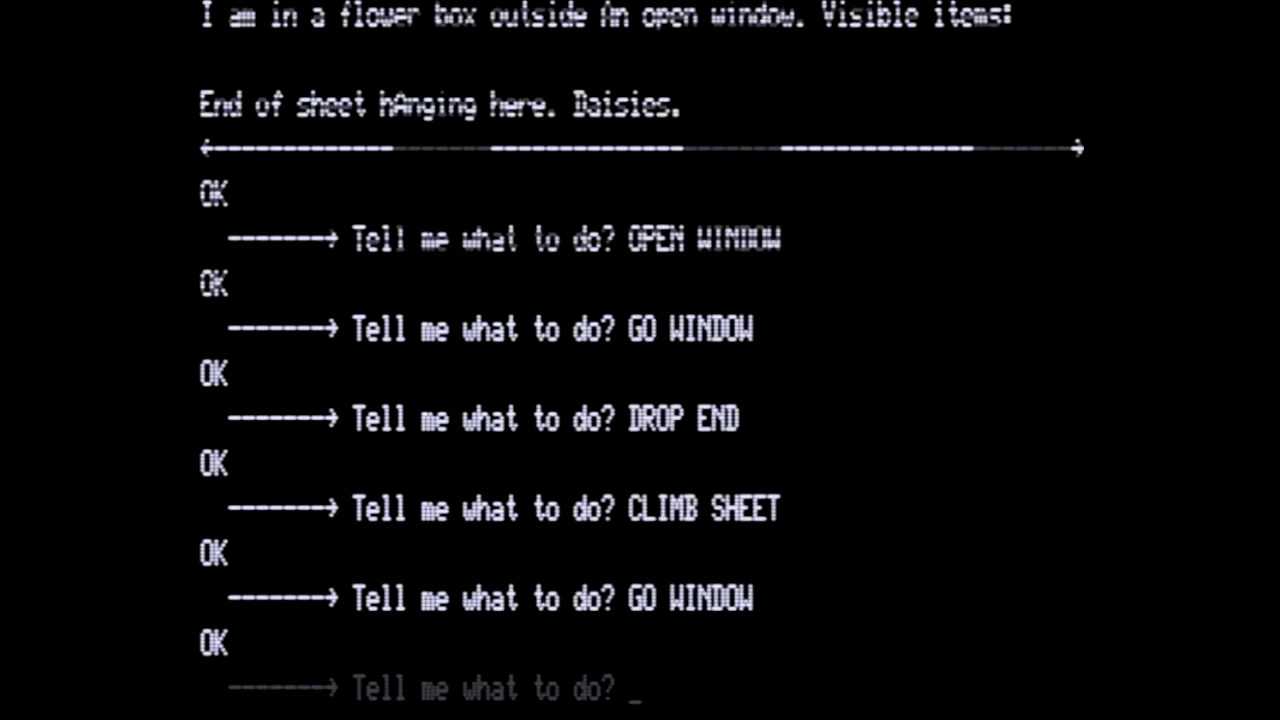 I am in a flower box outside An open window. Visible items:
End of sheet hAnging here. Daisies.
OK
Tell me what to do? OPEN WINDOW
OK
Tell me what to do? GO WINDOW
OK
Tell me what to do? DROP END
OK
Tell me what to do? CLIMB SHEET
OK
Tell me what to do? GO WINDOW
OK
Tell me what to do? _